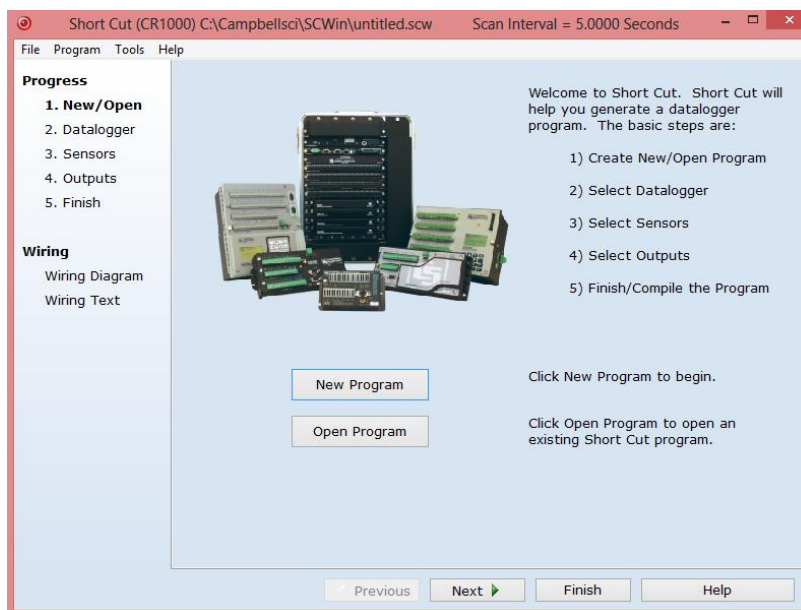 Short Cut (CR1000) C:\Campbellsci\SCWin\untitled.scw Scan Interval = 5.0000 Seconds
File Program Tools Help
Progress
1. New/Open
2. Datalogger
3. Sensors
4. Outputs
5. Finish
Wiring
Wiring Diagram
Wiring Text
Welcome to Short Cut. Short Cut will
help you generate a datalogger
program. The basic steps are:
1) Create New/Open Program
2) Select Datalogger
3) Select Sensors
4) Select Outputs
5) Finish/Compile the Program
New Program
Click New Program to begin.
Open Program
Click Open Program to open an
existing Short Cut program.
Previous Next Finish Help